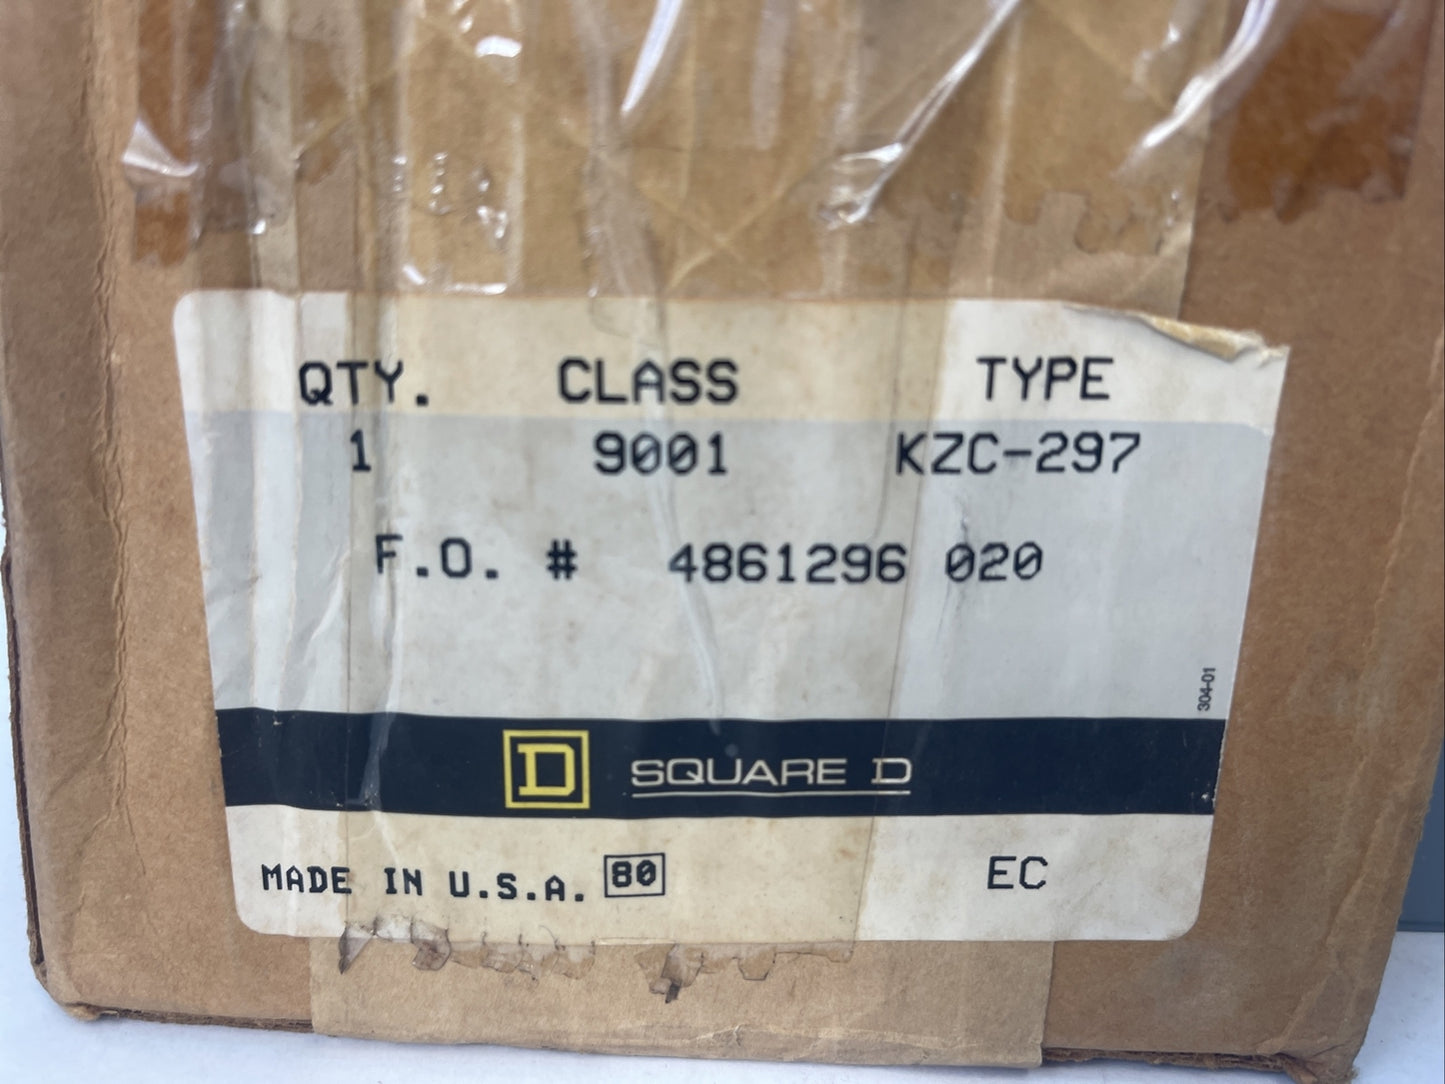 QTY. CLASS TYPE
1 9001 KZC-297
F.O. # 4861296 020
304-01
D SQUARE D
MADE IN U.S.A. 80 EC